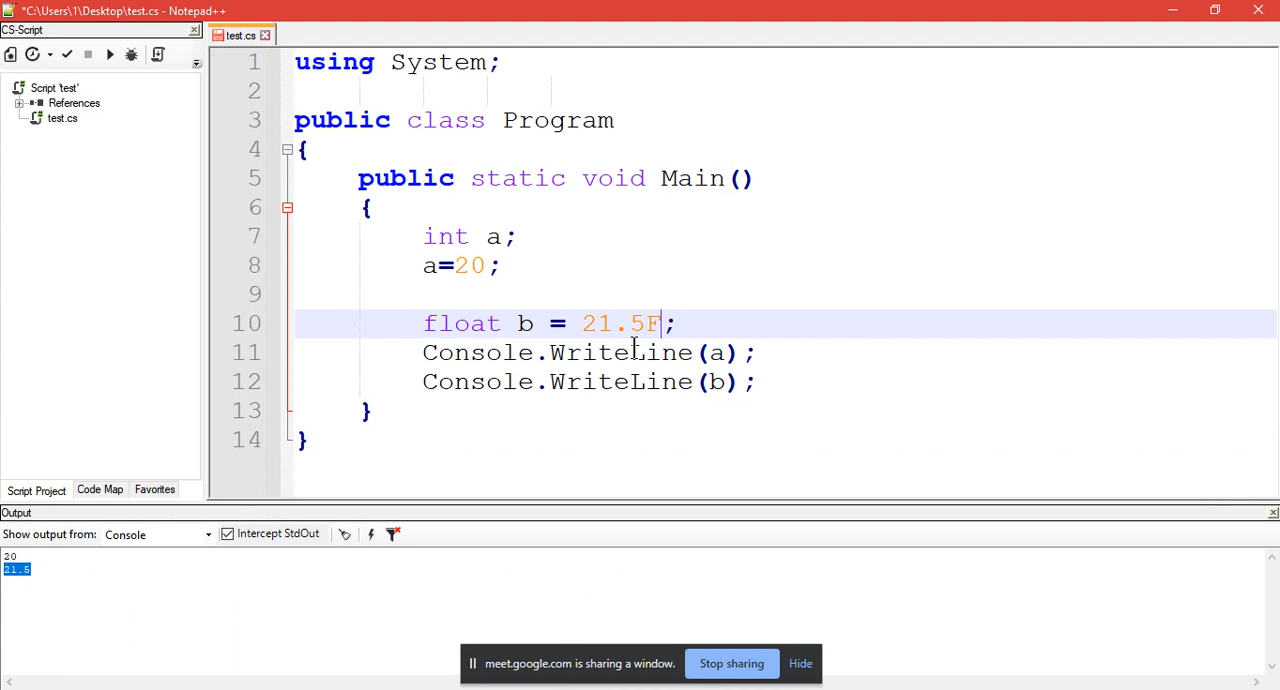 *C:\Users\1\Desktop\test.cs - Notepad++
CS-Script
test.cs
Script 'test'
References
test.cs
1 using System;
2
3 public class Program
4 {
5 public static void Main()
6 {
7 int a;
8 a=20;
9
10 float b = 21.5F;
11 Console.WriteLine(a);
12 Console.WriteLine(b);
13 }
14 }
Script Project Code Map Favorites
Output
Show output from: Console Intercept StdOut
20
21.5
meet.google.com is sharing a window. Stop sharing Hide